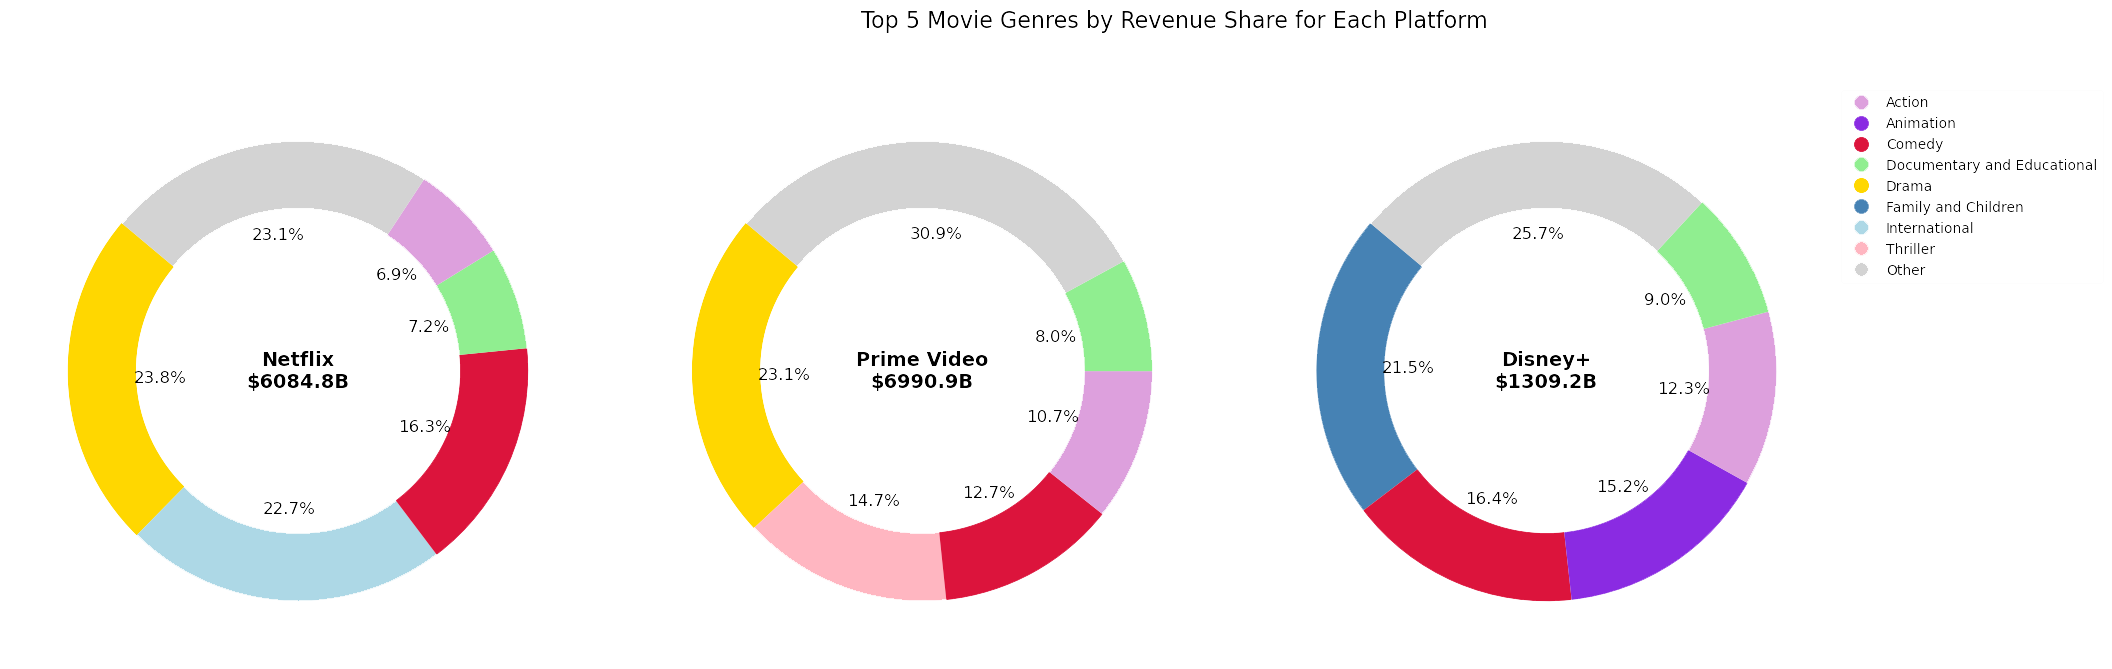 Top 5 Movie Genres by Revenue Share for Each Platform
23.1%
6.9%
7.2%
16.3%
22.7%
23.8%
Netflix
$6084.8B
30.9%
8.0%
10.7%
12.7%
14.7%
23.1%
Prime Video
$6990.9B
25.7%
9.0%
12.3%
15.2%
16.4%
21.5%
Disney+
$1309.2B
Action
Animation
Comedy
Documentary and Educational
Drama
Family and Children
International
Thriller
Other